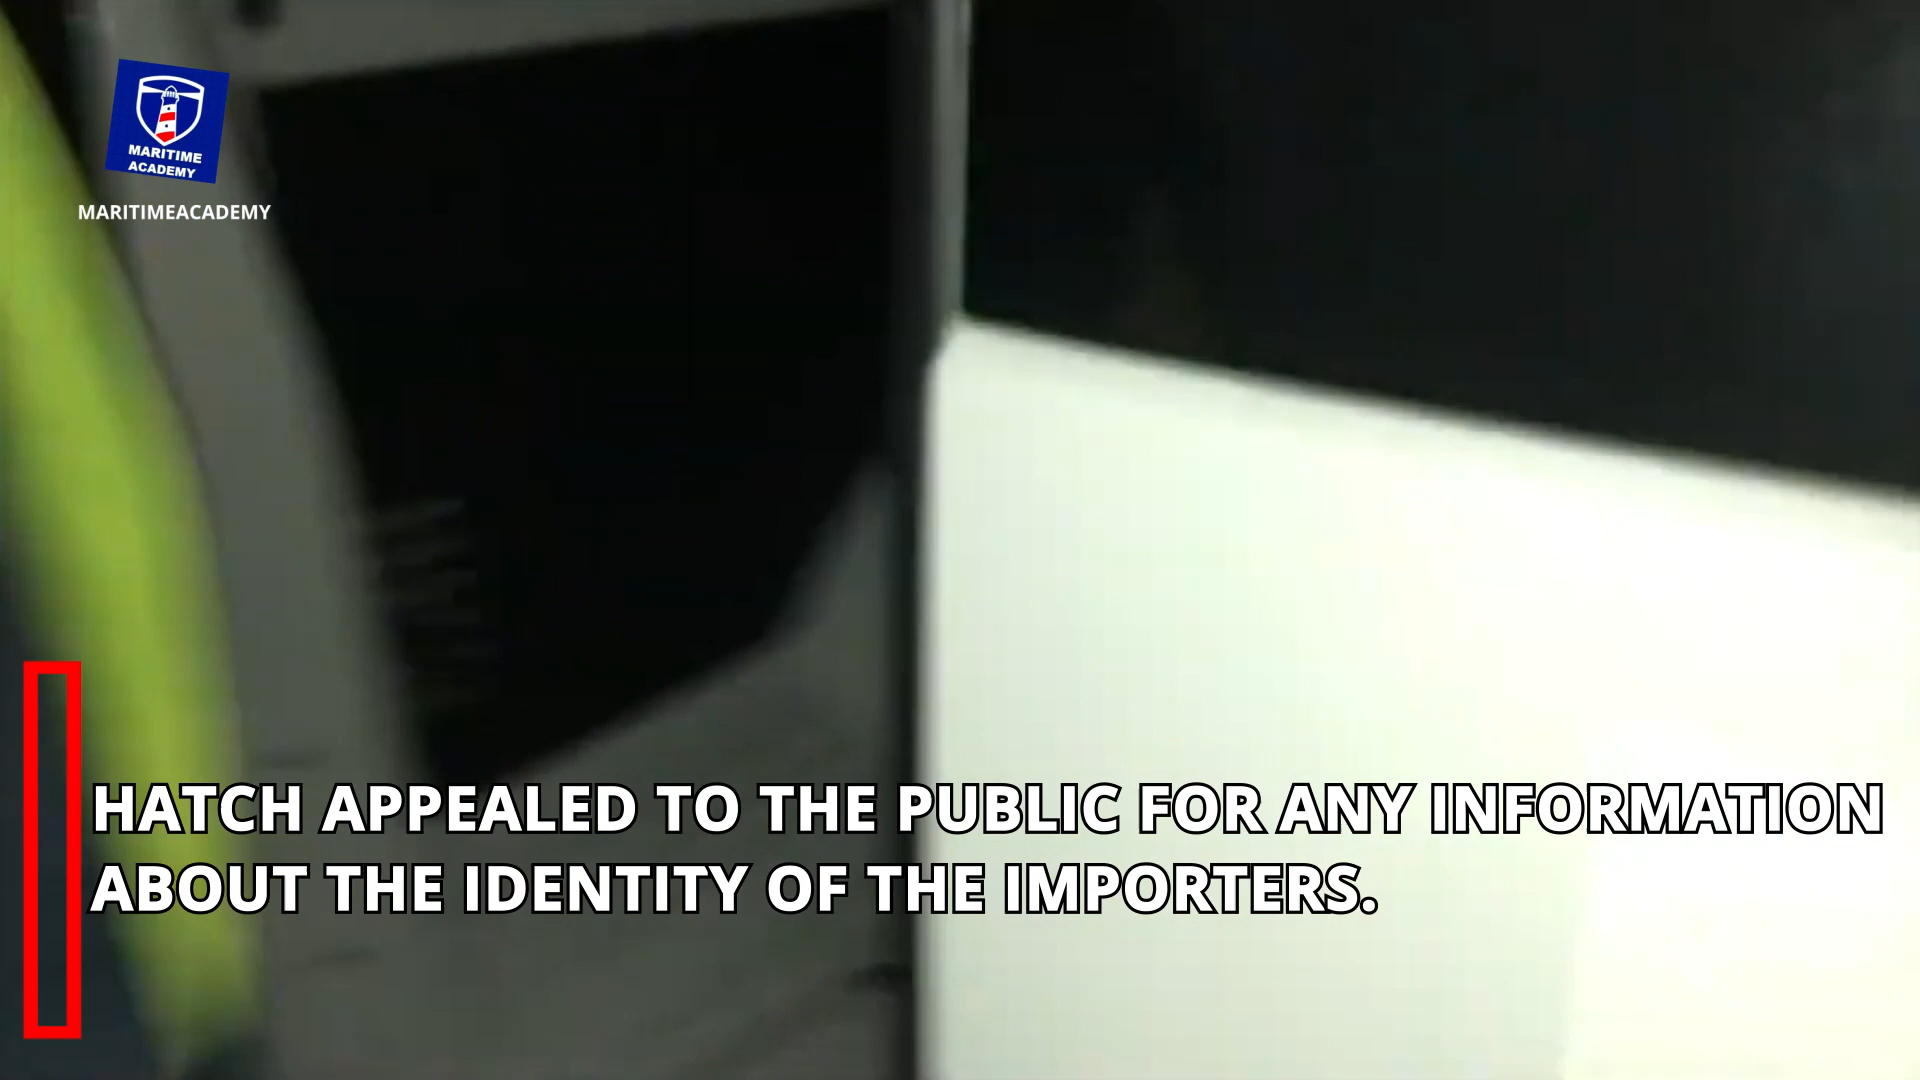 MARITIME
ACADEMY
MARITIMEACADEMY
HATCH APPEALED TO THE PUBLIC FOR ANY INFORMATION
ABOUT THE IDENTITY OF THE IMPORTERS.